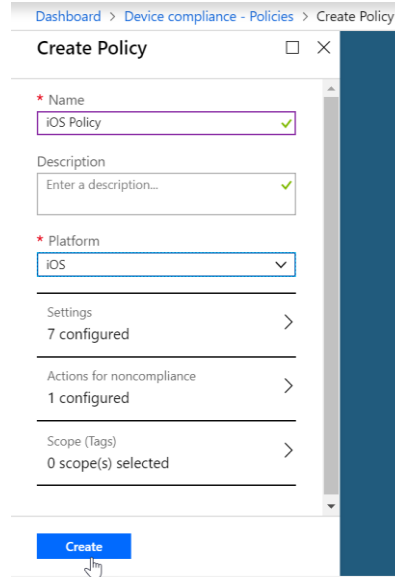 Dashboard > Device compliance - Policies > Create Policy
Create Policy
* Name
iOS Policy
Description
Enter a description...
* Platform
iOS
Settings
7 configured
Actions for noncompliance
1 configured
Scope (Tags)
0 scope(s) selected
Create